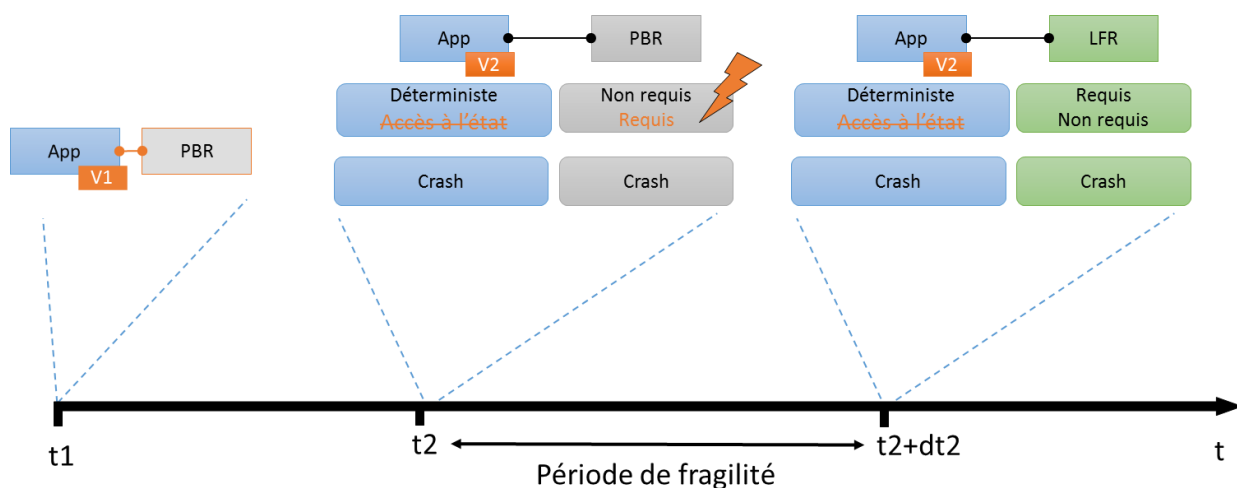 App
PBR
V1
App
PBR
V2
Déterministe
Accès à l'état
Non requis
Requis
Crash
Crash
App
LFR
V2
Déterministe
Accès à l'état
Requis
Non requis
Crash
Crash
t1
t2
t2+dt2
t
Période de fragilité